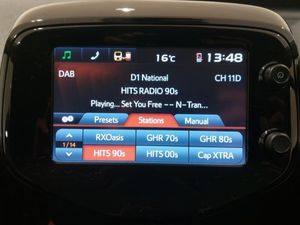 16°C
13:48
DAB
D1 National
CH 11D
HITS RADIO 90s
Playing... Set You Free -- N-Tran...
Presets
Stations
Manual
RXOasis
GHR 70s
GHR 80s
1/14
HITS 90s
HITS 00s
Cap XTRA